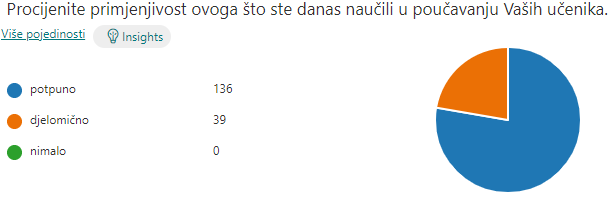 Procijenite primjenjivost ovoga što ste danas naučili u poučavanju Vaših učenika.
Više pojedinosti
Insights
potpuno 136
djelomično 39
nimalo 0